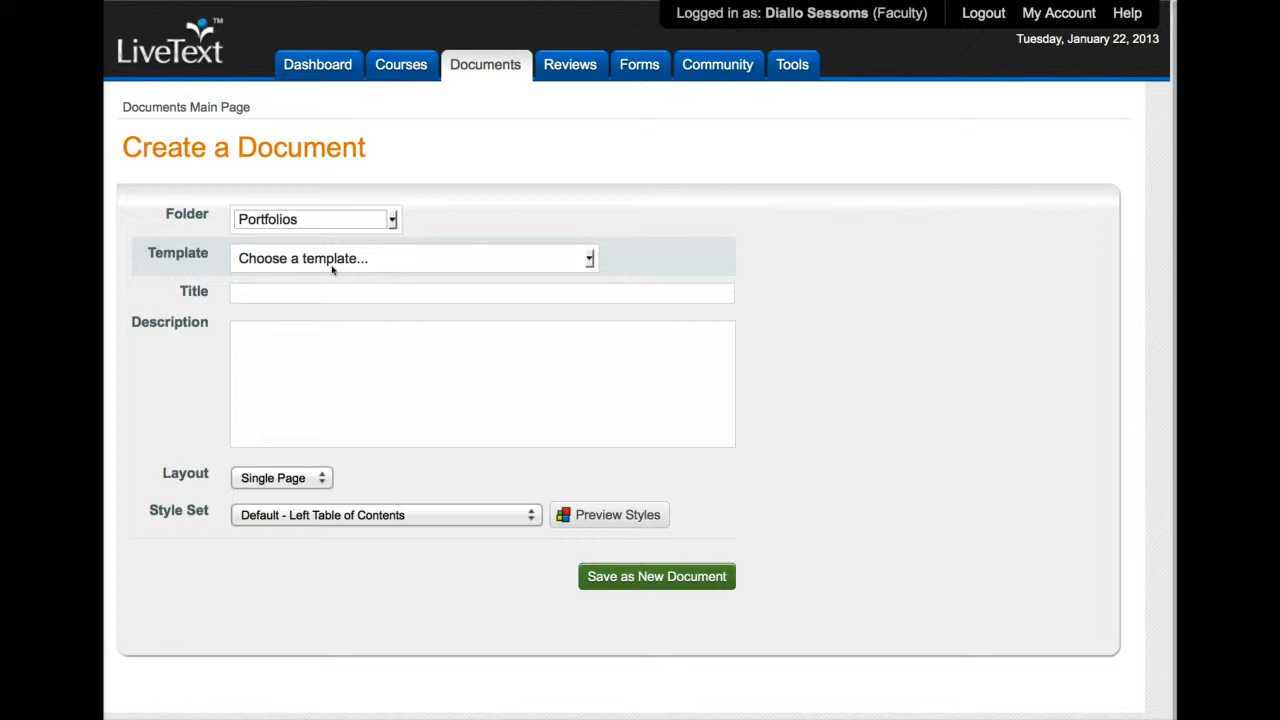 Logged in as: Diallo Sessoms (Faculty) Logout My Account Help
LiveText™
Tuesday, January 22, 2013
Dashboard Courses Documents Reviews Forms Community Tools
Documents Main Page
Create a Document
Folder Portfolios
Template Choose a template...
Title
Description
Layout Single Page
Style Set Default - Left Table of Contents Preview Styles
Save as New Document